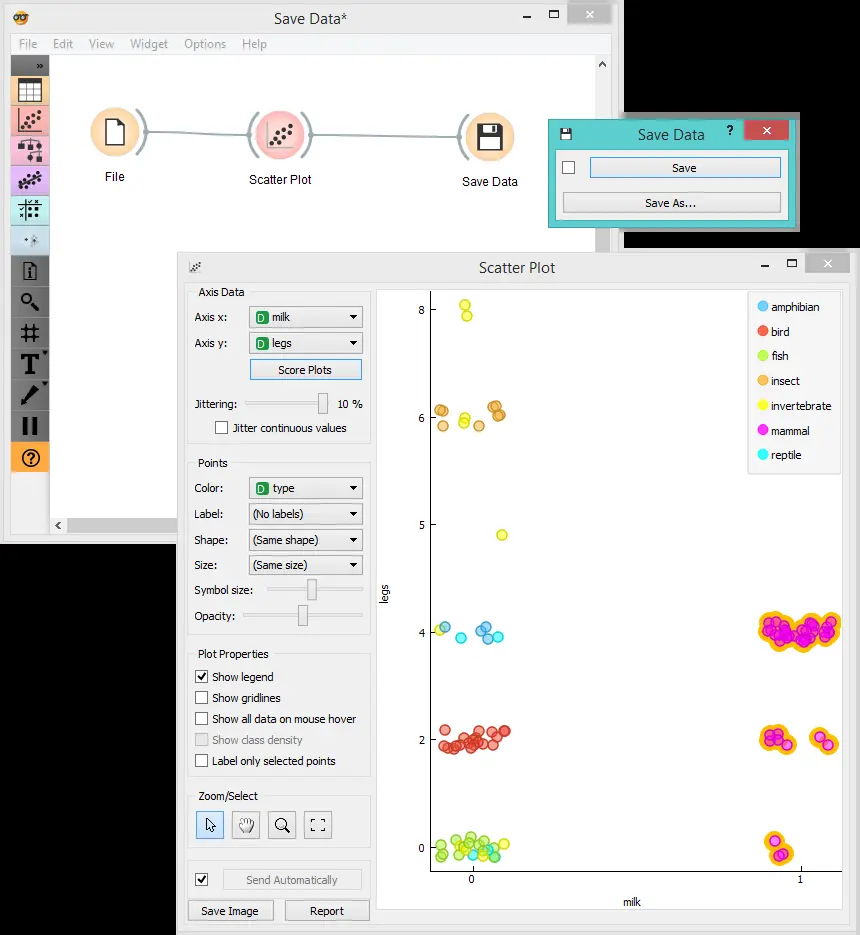 Save Data*
File Edit View Widget Options Help
»
File
Scatter Plot
Save Data
Save Data ?
Save
Save As...
Scatter Plot
Axis Data
Axis x: D milk
Axis y: D legs
Score Plots
Jittering: 10 %
Jitter continuous values
Points
Color: D type
Label: (No labels)
Shape: (Same shape)
Size: (Same size)
Symbol size:
Opacity:
Plot Properties
Show legend
Show gridlines
Show all data on mouse hover
Show class density
Label only selected points
Zoom/Select
Send Automatically
Save Image Report
legs
8
6
5
4
2
0
0 1
milk
amphibian
bird
fish
insect
invertebrate
mammal
reptile
T
?